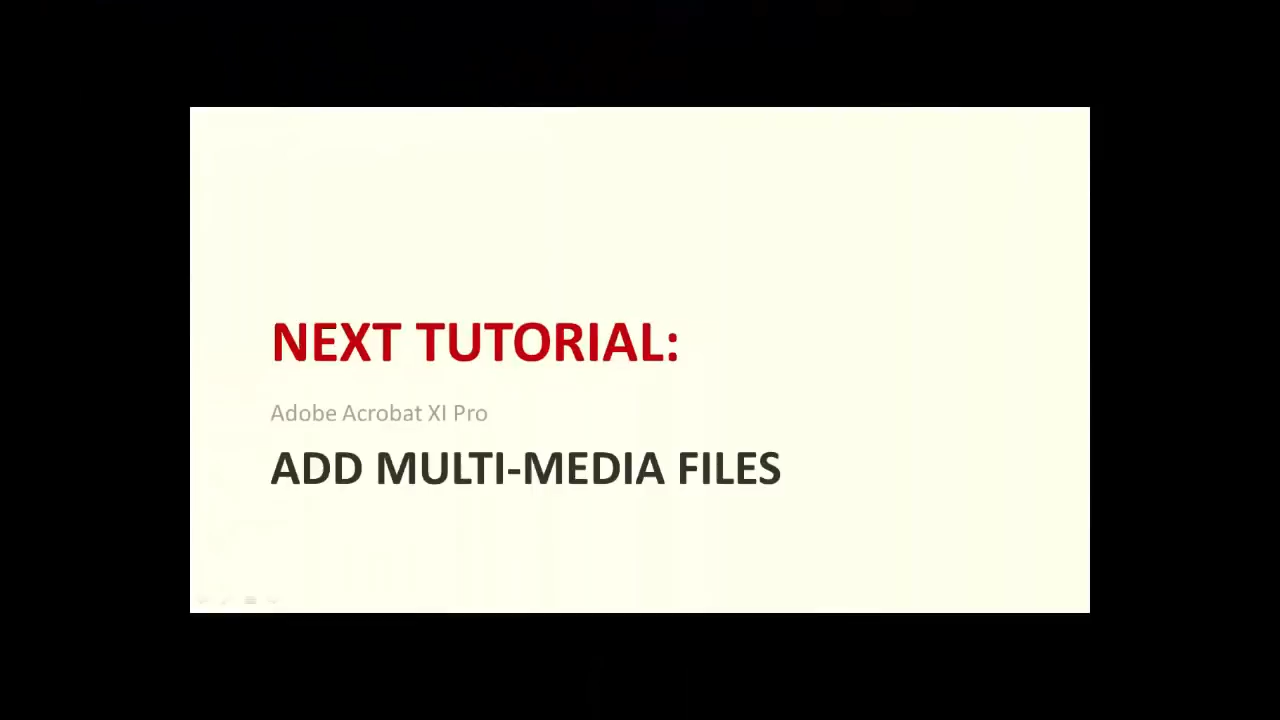 NEXT TUTORIAL:
Adobe Acrobat XI Pro
ADD MULTI-MEDIA FILES